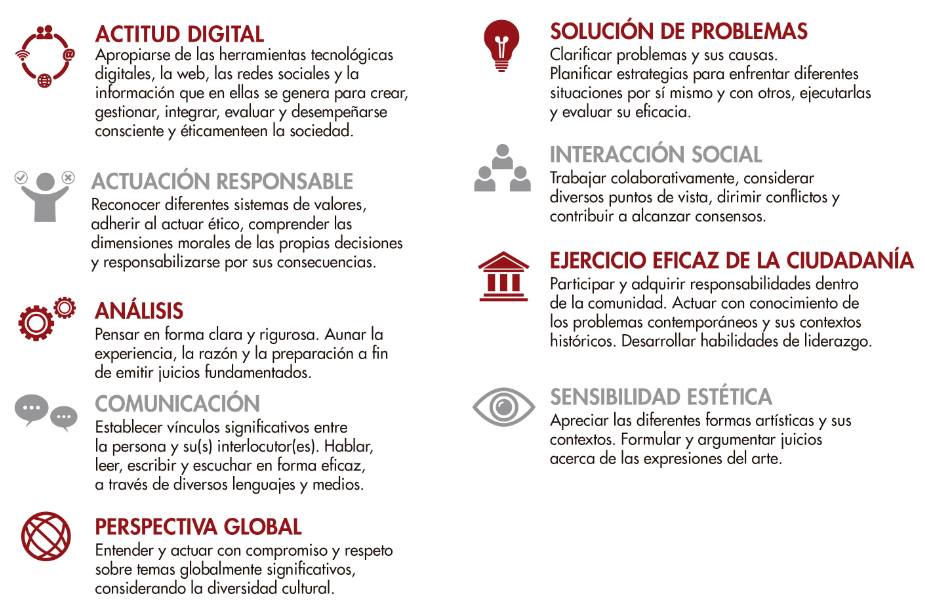 ACTITUD DIGITAL
Apropiarse de las herramientas tecnológicas
digitales, la web, las redes sociales y la
información que en ellas se genera para crear,
gestionar, integrar, evaluar y desempeñarse
consciente y éticamenteen la sociedad.
ACTUACIÓN RESPONSABLE
Reconocer diferentes sistemas de valores,
adherir al actuar ético, comprender las
dimensiones morales de las propias decisiones
y responsabilizarse por sus consecuencias.
ANÁLISIS
Pensar en forma clara y rigurosa. Aunar la
experiencia, la razón y la preparación a fin
de emitir juicios fundamentados.
COMUNICACIÓN
Establecer vínculos significativos entre
la persona y su(s) interlocutor(es). Hablar,
leer, escribir y escuchar en forma eficaz,
a través de diversos lenguajes y medios.
PERSPECTIVA GLOBAL
Entender y actuar con compromiso y respeto
sobre temas globalmente significativos,
considerando la diversidad cultural.
SOLUCIÓN DE PROBLEMAS
Clarificar problemas y sus causas.
Planificar estrategias para enfrentar diferentes
situaciones por sí mismo y con otros, ejecutarlas
y evaluar su eficacia.
INTERACCIÓN SOCIAL
Trabajar colaborativamente, considerar
diversos puntos de vista, dirimir conflictos y
contribuir a alcanzar consensos.
EJERCICIO EFICAZ DE LA CIUDADANÍA
Participar y adquirir responsabilidades dentro
de la comunidad. Actuar con conocimiento de
los problemas contemporáneos y sus contextos
históricos. Desarrollar habilidades de liderazgo.
SENSIBILIDAD ESTÉTICA
Apreciar las diferentes formas artísticas y sus
contextos. Formular y argumentar juicios
acerca de las expresiones del arte.